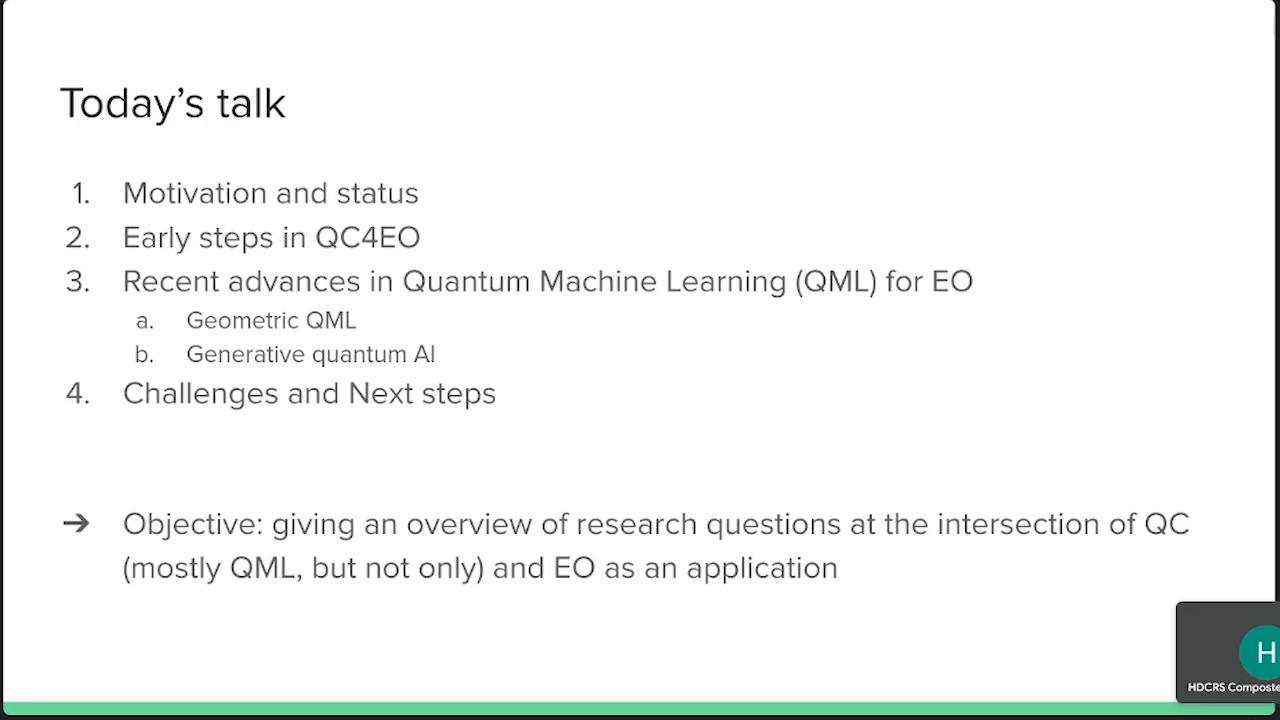 Today's talk
1. Motivation and status
2. Early steps in QC4EO
3. Recent advances in Quantum Machine Learning (QML) for EO
a. Geometric QML
b. Generative quantum AI
4. Challenges and Next steps
➔ Objective: giving an overview of research questions at the intersection of QC
(mostly QML, but not only) and EO as an application
H
HDCRS Composte